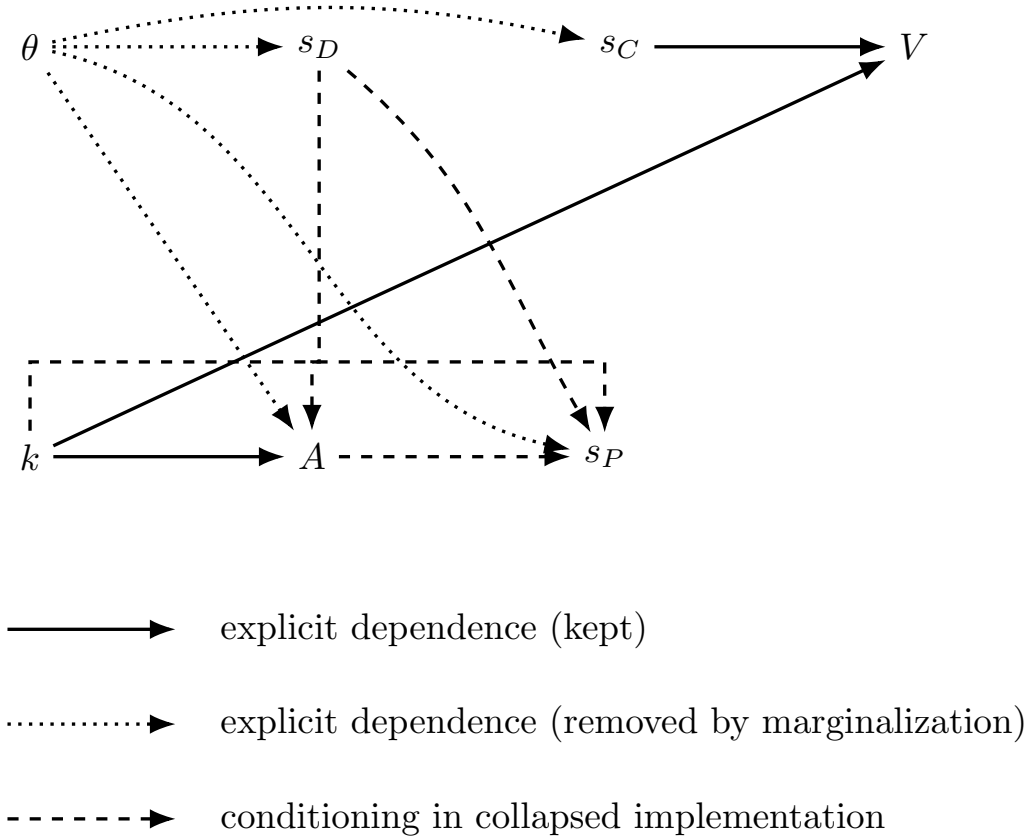 θ s_D s_C V
k A s_P
explicit dependence (kept)
explicit dependence (removed by marginalization)
conditioning in collapsed implementation